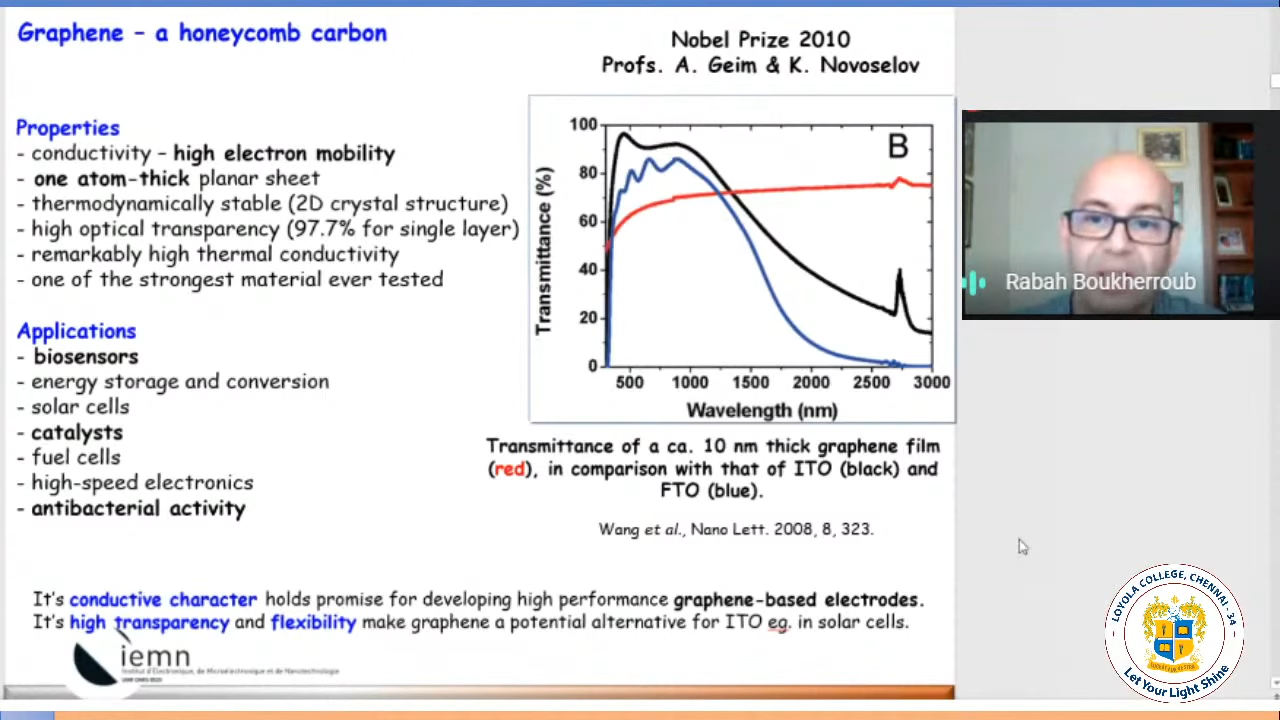 Graphene – a honeycomb carbon
Nobel Prize 2010
Profs. A. Geim & K. Novoselov
Properties
- conductivity – high electron mobility
- one atom-thick planar sheet
- thermodynamically stable (2D crystal structure)
- high optical transparency (97.7% for single layer)
- remarkably high thermal conductivity
- one of the strongest material ever tested
Applications
- biosensors
- energy storage and conversion
- solar cells
- catalysts
- fuel cells
- high-speed electronics
- antibacterial activity
B
Transmittance (%)
100
80
60
40
20
0
500 1000 1500 2000 2500 3000
Wavelength (nm)
Transmittance of a ca. 10 nm thick graphene film
(red), in comparison with that of ITO (black) and
FTO (blue).
Wang et al., Nano Lett. 2008, 8, 323.
It's conductive character holds promise for developing high performance graphene-based electrodes.
It's high transparency and flexibility make graphene a potential alternative for ITO eg. in solar cells.
iemn
Institut d'Electronique, de Microélectronique et de Nanotechnologie
Rabah Boukherroub
LOYOLA COLLEGE, CHENNAI - 34
Let Your Light Shine